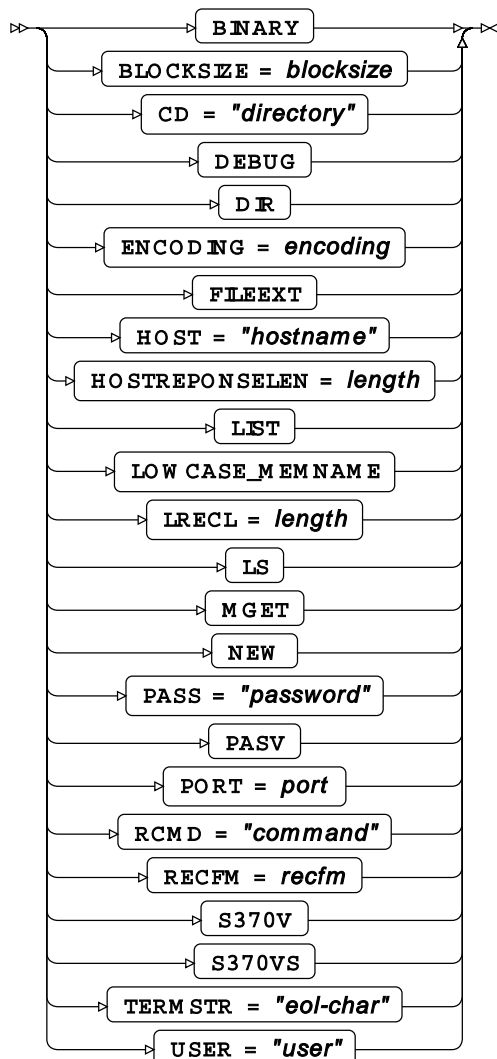 BINARY
BLOCKSIZE = blocksize
CD = "directory"
DEBUG
DIR
ENCODING = encoding
FILEEXT
HOST = "hostname"
HOSTREPONSELEN = length
LIST
LOWCASE_MEMNAME
LRECL = length
LS
MGET
NEW
PASS = "password"
PASV
PORT = port
RCMD = "command"
RECFM = recfm
S370V
S370VS
TERMSTR = "eol-char"
USER = "user"